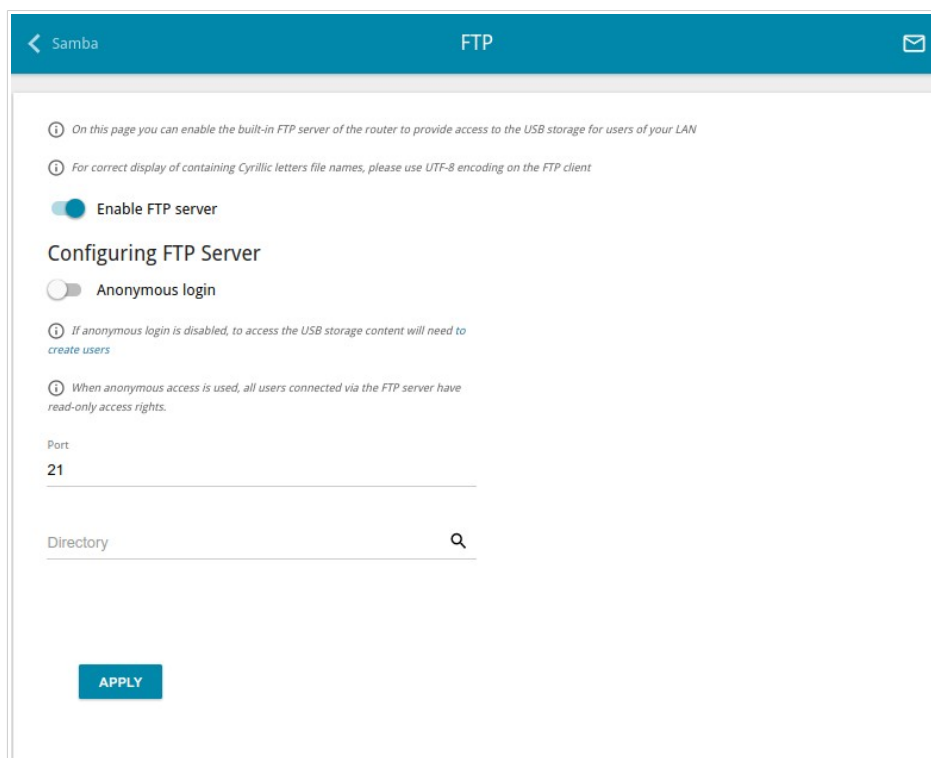 Samba
FTP
On this page you can enable the built-in FTP server of the router to provide access to the USB storage for users of your LAN
For correct display of containing Cyrillic letters file names, please use UTF-8 encoding on the FTP client
Enable FTP server
Configuring FTP Server
Anonymous login
If anonymous login is disabled, to access the USB storage content will need to
create users
When anonymous access is used, all users connected via the FTP server have
read-only access rights.
Port
21
Directory
APPLY